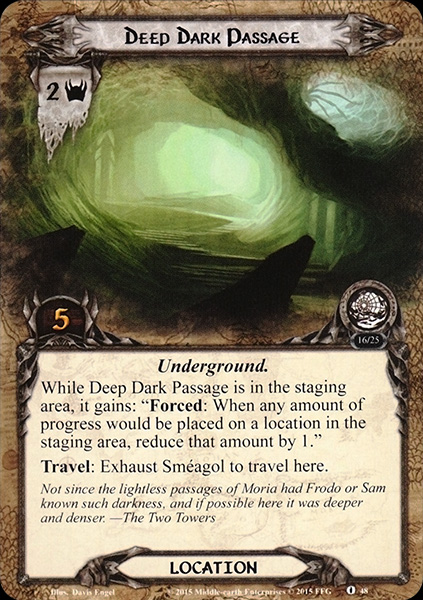 Deep Dark Passage
2
5
16/25
Underground.
While Deep Dark Passage is in the staging
area, it gains: “Forced: When any amount of
progress would be placed on a location in the
staging area, reduce that amount by 1.”
Travel: Exhaust Sméagol to travel here.
Not since the lightless passages of Moria had Frodo or Sam
known such darkness, and if possible here it was deeper
and denser. —The Two Towers
LOCATION
Illus. Davis Engel © 2015 Middle-earth Enterprises © 2015 FFG 48